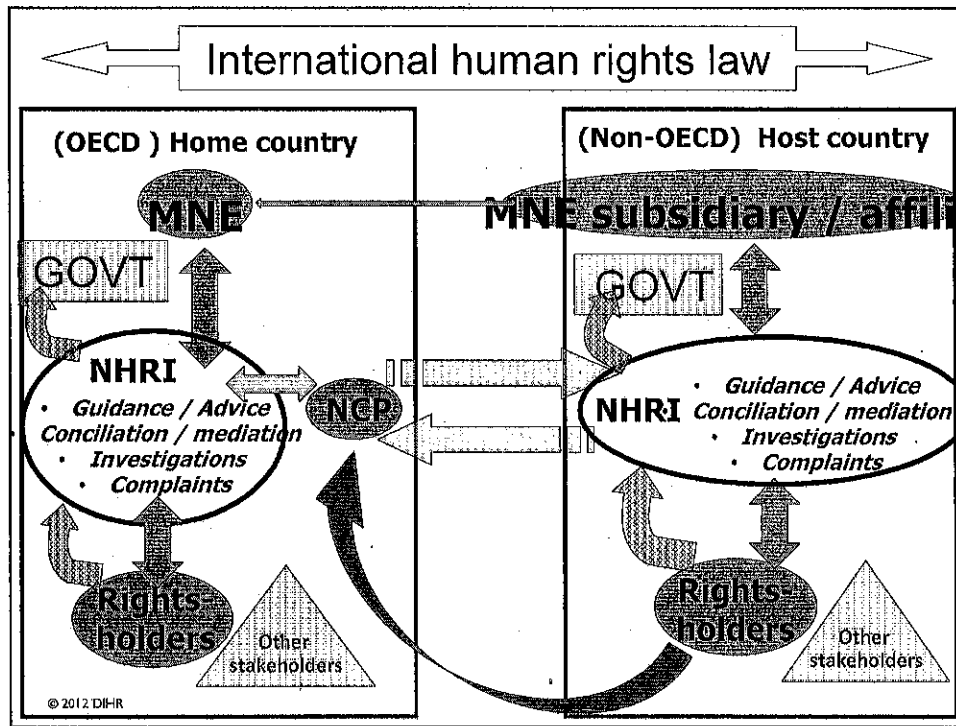 International human rights law
(OECD ) Home country
MNE
GOVT
NHRI
• Guidance / Advice
Conciliation / mediation
• Investigations
• Complaints
NCP
Rights-
holders
Other
stakeholders
© 2012 DIHR
(Non-OECD) Host country
MNE subsidiary / affili
GOVT
NHRI
• Guidance / Advice
Conciliation / mediation
• Investigations
• Complaints
Rights-
holders
Other
stakeholders